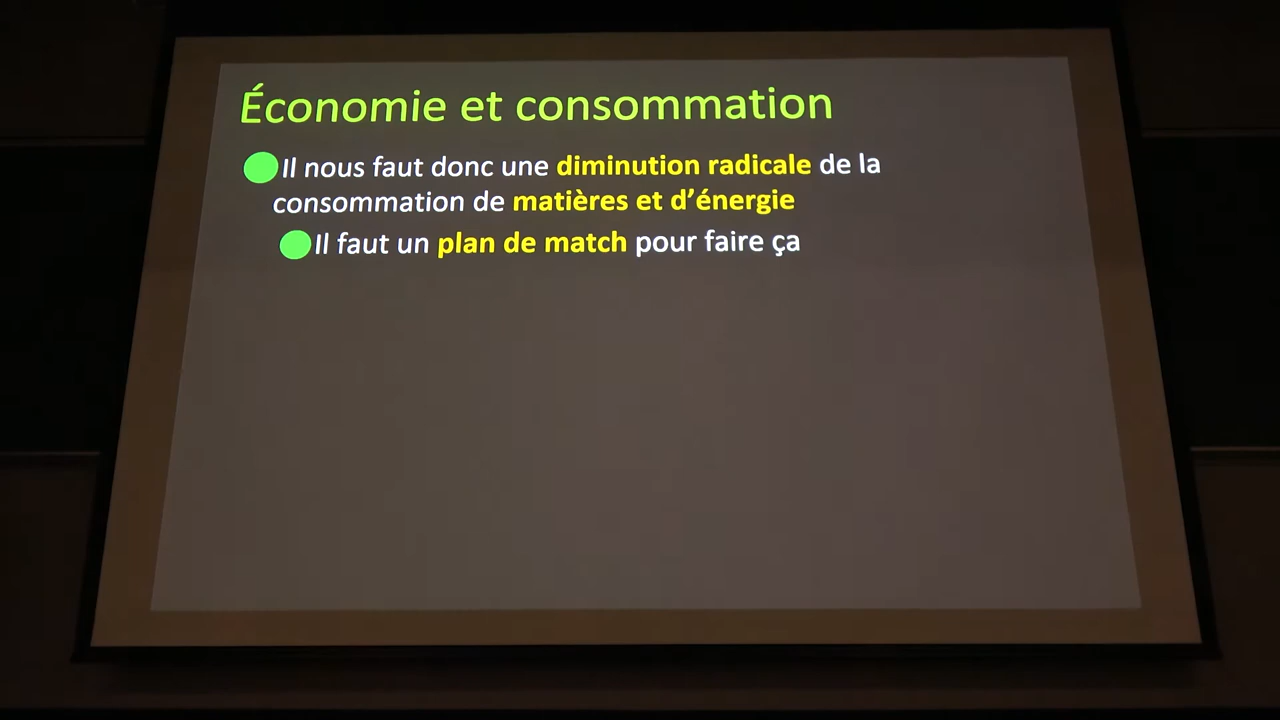 Économie et consommation
Il nous faut donc une diminution radicale de la
consommation de matières et d’énergie
Il faut un plan de match pour faire ça